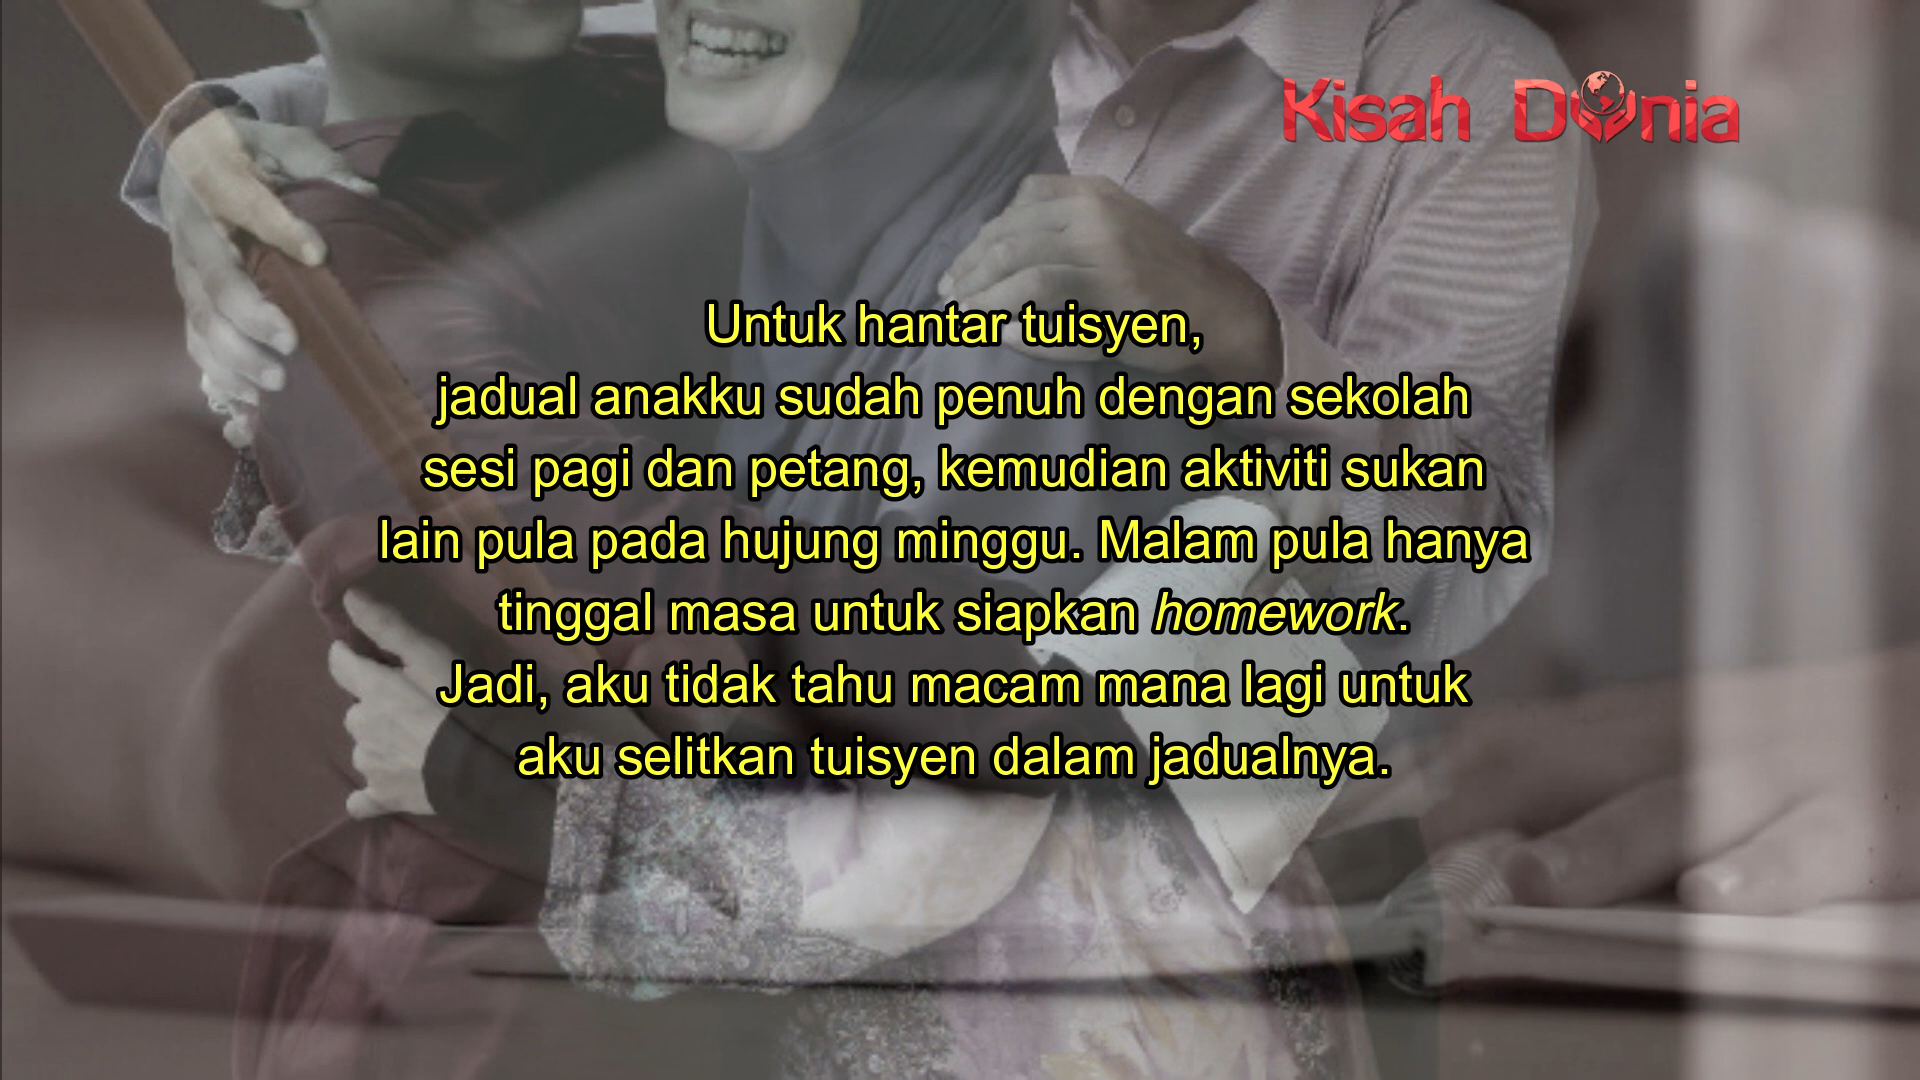 Kisah Dunia
Untuk hantar tuisyen,
jadual anakku sudah penuh dengan sekolah
sesi pagi dan petang, kemudian aktiviti sukan
lain pula pada hujung minggu. Malam pula hanya
tinggal masa untuk siapkan homework.
Jadi, aku tidak tahu macam mana lagi untuk
aku selitkan tuisyen dalam jadualnya.